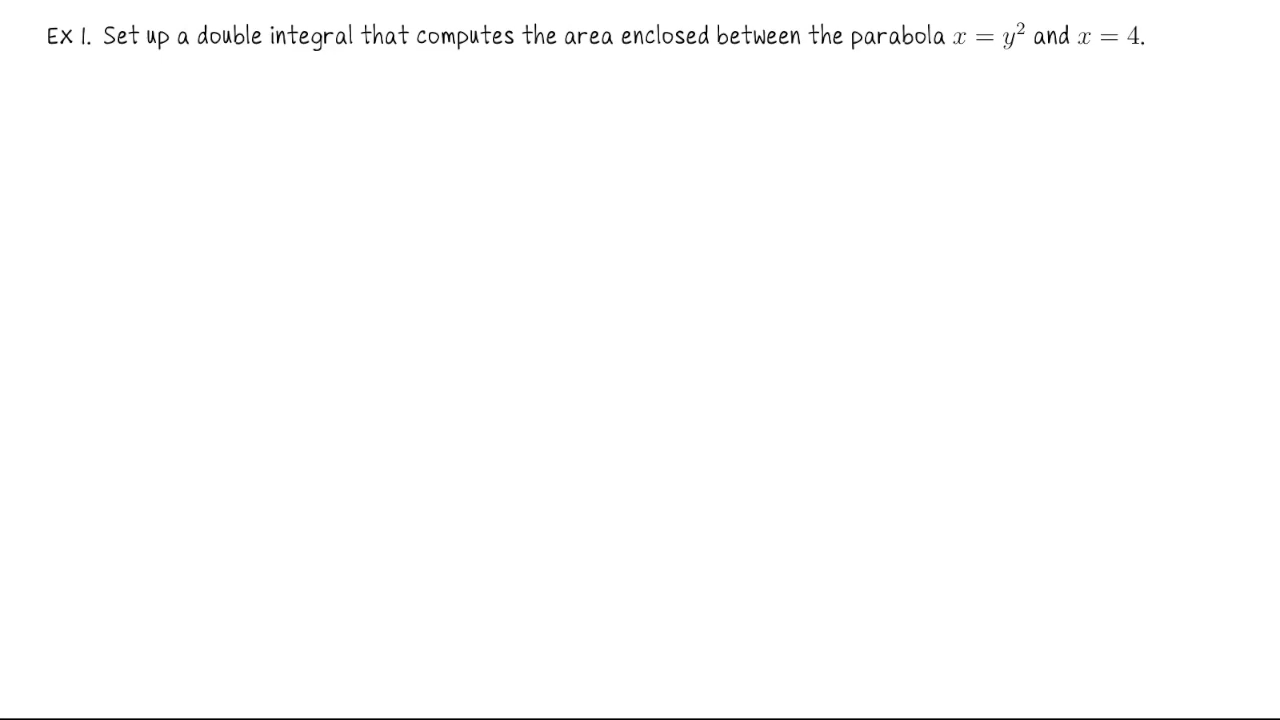 Ex 1. Set up a double integral that computes the area enclosed between the parabola x = y² and x = 4.